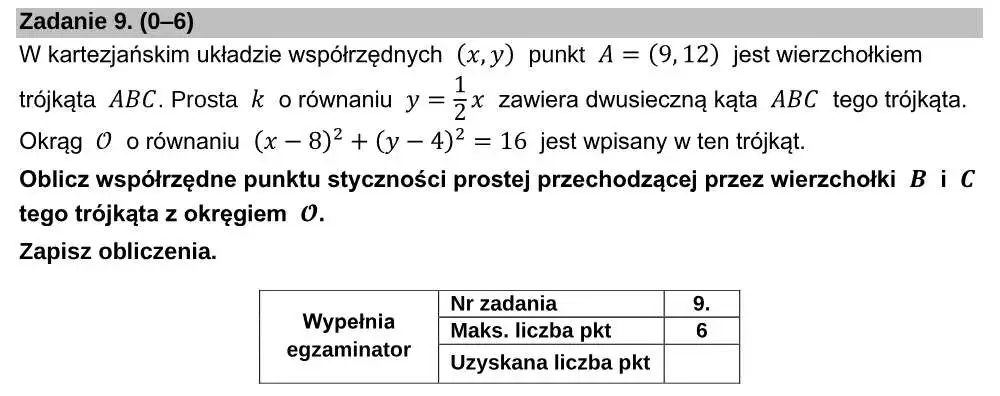 Zadanie 9. (0–6)
W kartezjańskim układzie współrzędnych (x, y) punkt A = (9, 12) jest wierzchołkiem
trójkąta ABC. Prosta k o równaniu y = \frac{1}{2}x zawiera dwusieczną kąta ABC tego trójkąta.
Okrąg 𝒪 o równaniu (x − 8)² + (y − 4)² = 16 jest wpisany w ten trójkąt.
Oblicz współrzędne punktu styczności prostej przechodzącej przez wierzchołki B i C
tego trójkąta z okręgiem 𝒪.
Zapisz obliczenia.
Wypełnia
egzaminator
Nr zadania 9.
Maks. liczba pkt 6
Uzyskana liczba pkt